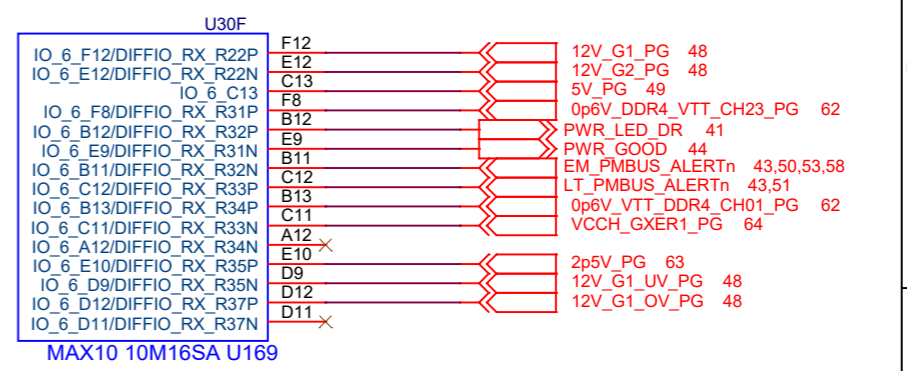 U30F
IO_6_F12/DIFFIO_RX_R22P F12 12V_G1_PG 48
IO_6_E12/DIFFIO_RX_R22N E12 12V_G2_PG 48
IO_6_C13 C13 5V_PG 49
IO_6_F8/DIFFIO_RX_R31P F8 0p6V_DDR4_VTT_CH23_PG 62
IO_6_B12/DIFFIO_RX_R32P B12 PWR_LED_DR 41
IO_6_E9/DIFFIO_RX_R31N E9 PWR_GOOD 44
IO_6_B11/DIFFIO_RX_R32N B11 EM_PMBUS_ALERTn 43,50,53,58
IO_6_C12/DIFFIO_RX_R33P C12 LT_PMBUS_ALERTn 43,51
IO_6_B13/DIFFIO_RX_R34P B13 0p6V_VTT_DDR4_CH01_PG 62
IO_6_C11/DIFFIO_RX_R33N C11 VCCH_GXER1_PG 64
IO_6_A12/DIFFIO_RX_R34N A12
IO_6_E10/DIFFIO_RX_R35P E10 2p5V_PG 63
IO_6_D9/DIFFIO_RX_R35N D9 12V_G1_UV_PG 48
IO_6_D12/DIFFIO_RX_R37P D12 12V_G1_OV_PG 48
IO_6_D11/DIFFIO_RX_R37N D11
MAX10 10M16SA U169